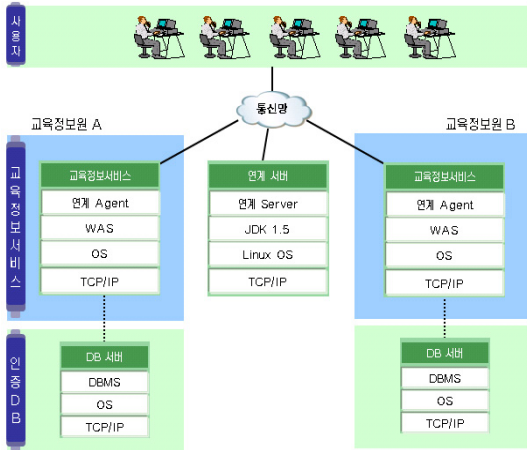 사용자
통신망
교육정보원 A
교육정보원 B
교육정보서비스
교육정보서비스
연계 Agent
WAS
OS
TCP/IP
연계 서버
연계 Server
JDK 1.5
Linux OS
TCP/IP
교육정보서비스
연계 Agent
WAS
OS
TCP/IP
인증DB
DB 서버
DBMS
OS
TCP/IP
DB 서버
DBMS
OS
TCP/IP